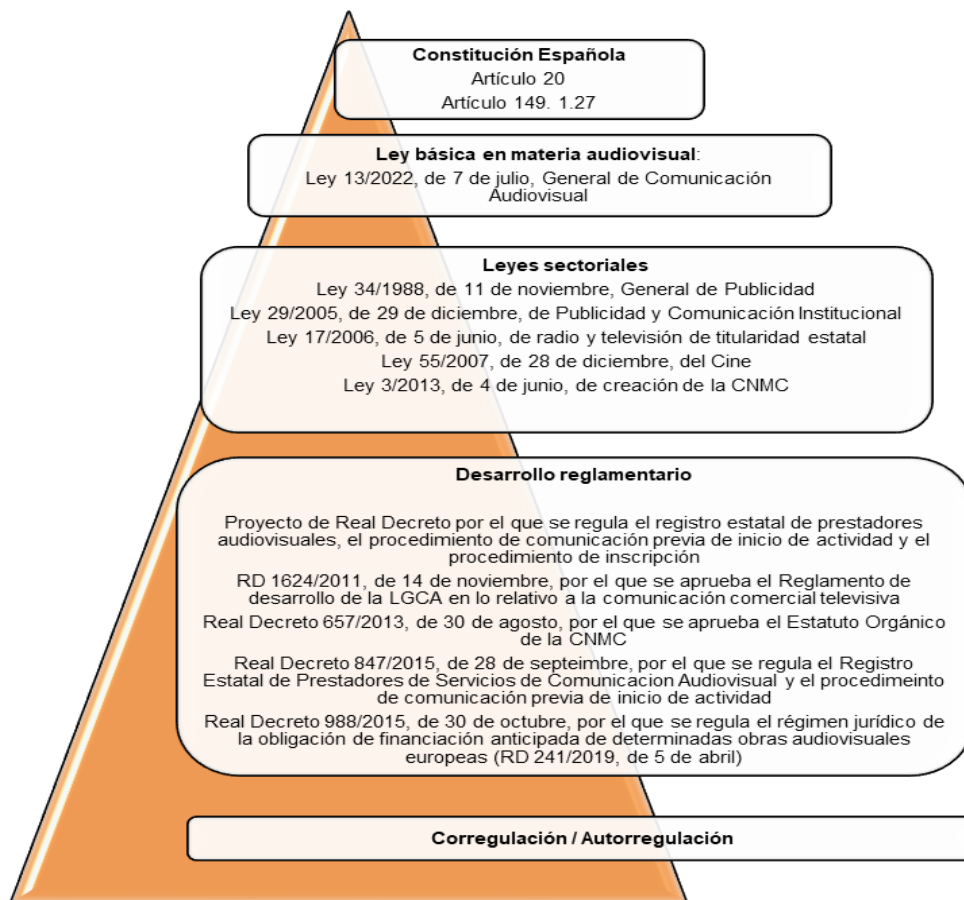 Constitución Española
Artículo 20
Artículo 149. 1.27
Ley básica en materia audiovisual:
Ley 13/2022, de 7 de julio, General de Comunicación
Audiovisual
Leyes sectoriales
Ley 34/1988, de 11 de noviembre, General de Publicidad
Ley 29/2005, de 29 de diciembre, de Publicidad y Comunicación Institucional
Ley 17/2006, de 5 de junio, de radio y televisión de titularidad estatal
Ley 55/2007, de 28 de diciembre, del Cine
Ley 3/2013, de 4 de junio, de creación de la CNMC
Desarrollo reglamentario
Proyecto de Real Decreto por el que se regula el registro estatal de prestadores
audiovisuales, el procedimiento de comunicación previa de inicio de actividad y el
procedimiento de inscripción
RD 1624/2011, de 14 de noviembre, por el que se aprueba el Reglamento de
desarrollo de la LGCA en lo relativo a la comunicación comercial televisiva
Real Decreto 657/2013, de 30 de agosto, por el que se aprueba el Estatuto Orgánico
de la CNMC
Real Decreto 847/2015, de 28 de septeimbre, por el que se regula el Registro
Estatal de Prestadores de Servicios de Comunicacion Audiovisual y el procedimeinto
de comunicación previa de inicio de actividad
Real Decreto 988/2015, de 30 de octubre, por el que se regula el régimen jurídico de
la obligación de financiación anticipada de determinadas obras audiovisuales
europeas (RD 241/2019, de 5 de abril)
Corregulación / Autorregulación